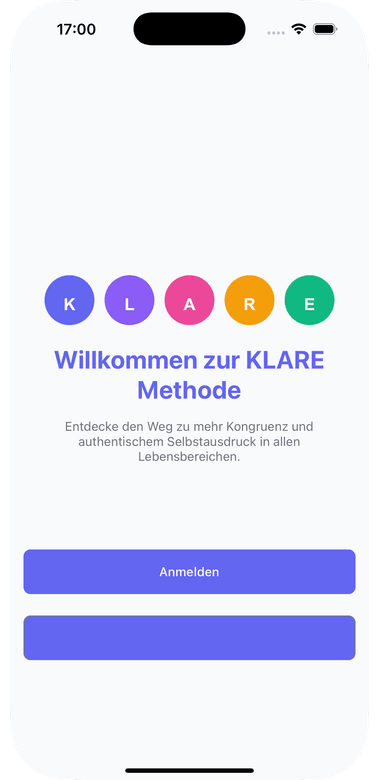 17:00
K L A R E
Willkommen zur KLARE
Methode
Entdecke den Weg zu mehr Kongruenz und
authentischem Selbstausdruck in allen
Lebensbereichen.
Anmelden